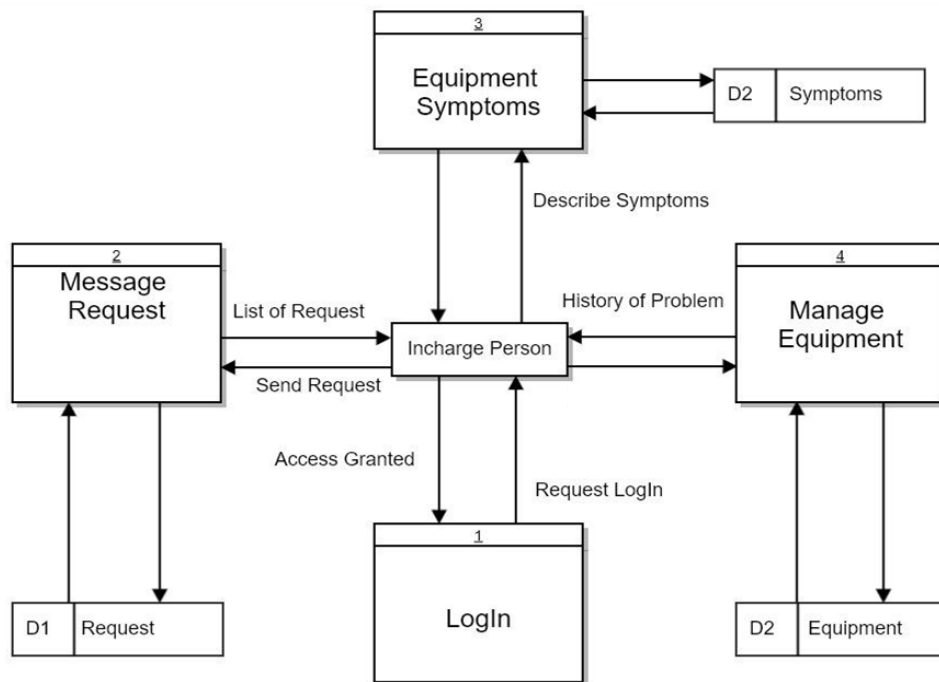 3
Equipment
Symptoms
D2
Symptoms
Describe Symptoms
2
Message
Request
4
Manage
Equipment
List of Request
History of Problem
Incharge Person
Send Request
Access Granted
Request LogIn
1
LogIn
D1
Request
D2
Equipment